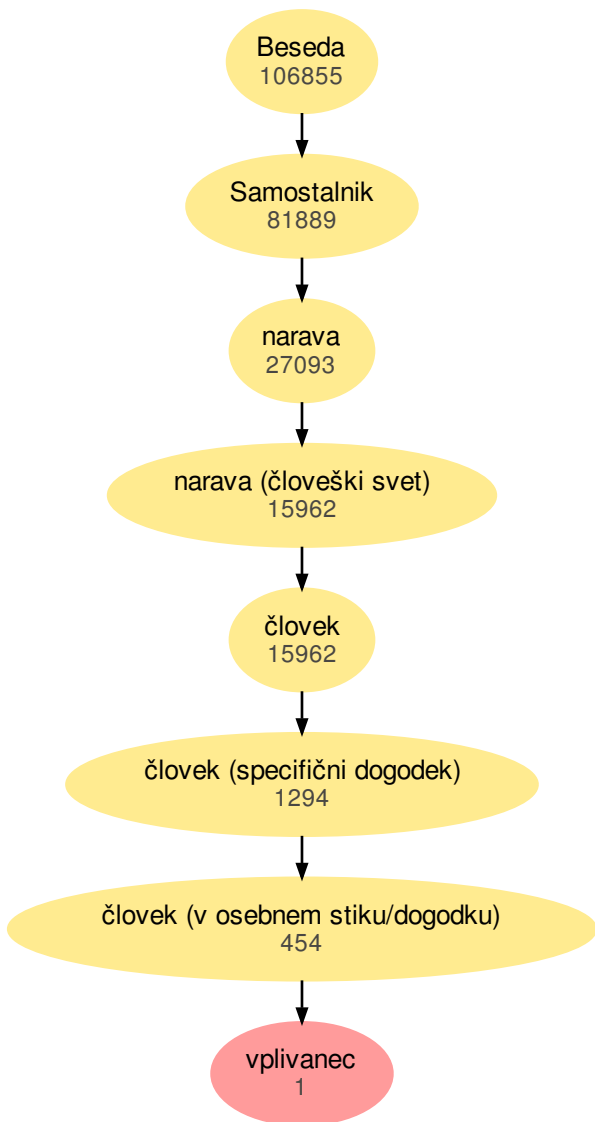 Beseda
106855
Samostalnik
81889
narava
27093
narava (človeški svet)
15962
človek
15962
človek (specifični dogodek)
1294
človek (v osebnem stiku/dogodku)
454
vplivanec
1